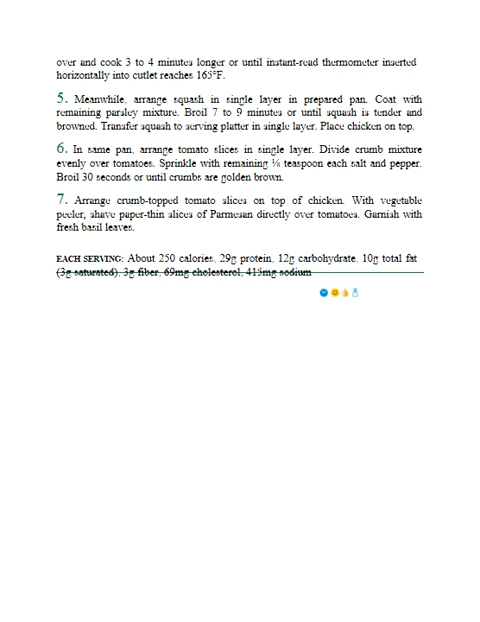 over and cook 3 to 4 minutes longer or until instant-read thermometer inserted
horizontally into cutlet reaches 165°F.
5. Meanwhile, arrange squash in single layer in prepared pan. Coat with
remaining parsley mixture. Broil 7 to 9 minutes or until squash is tender and
browned. Transfer squash to serving platter in single layer. Place chicken on top.
6. In same pan, arrange tomato slices in single layer. Divide crumb mixture
evenly over tomatoes. Sprinkle with remaining ⅛ teaspoon each salt and pepper.
Broil 30 seconds or until crumbs are golden brown.
7. Arrange crumb-topped tomato slices on top of chicken. With vegetable
peeler, shave paper-thin slices of Parmesan directly over tomatoes. Garnish with
fresh basil leaves.
EACH SERVING: About 250 calories, 29g protein, 12g carbohydrate, 10g total fat
(3g saturated), 3g fiber, 69mg cholesterol, 415mg sodium